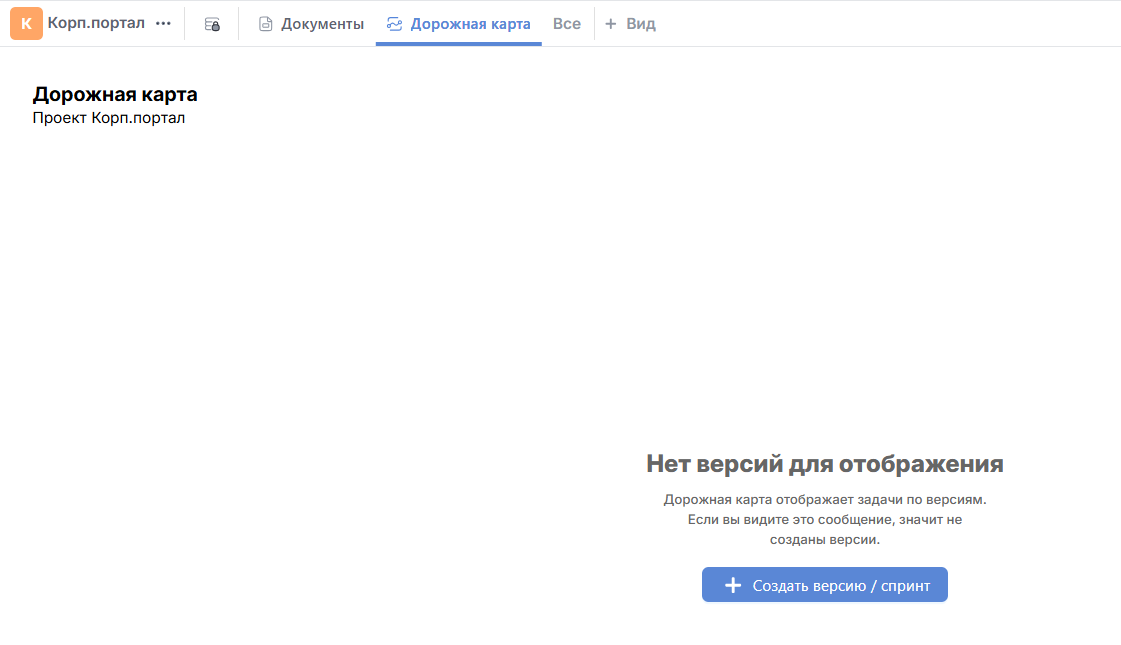 К Корп.портал ··· Документы Дорожная карта Все + Вид
Дорожная карта
Проект Корп.портал
Нет версий для отображения
Дорожная карта отображает задачи по версиям.
Если вы видите это сообщение, значит не
созданы версии.
+ Создать версию / спринт